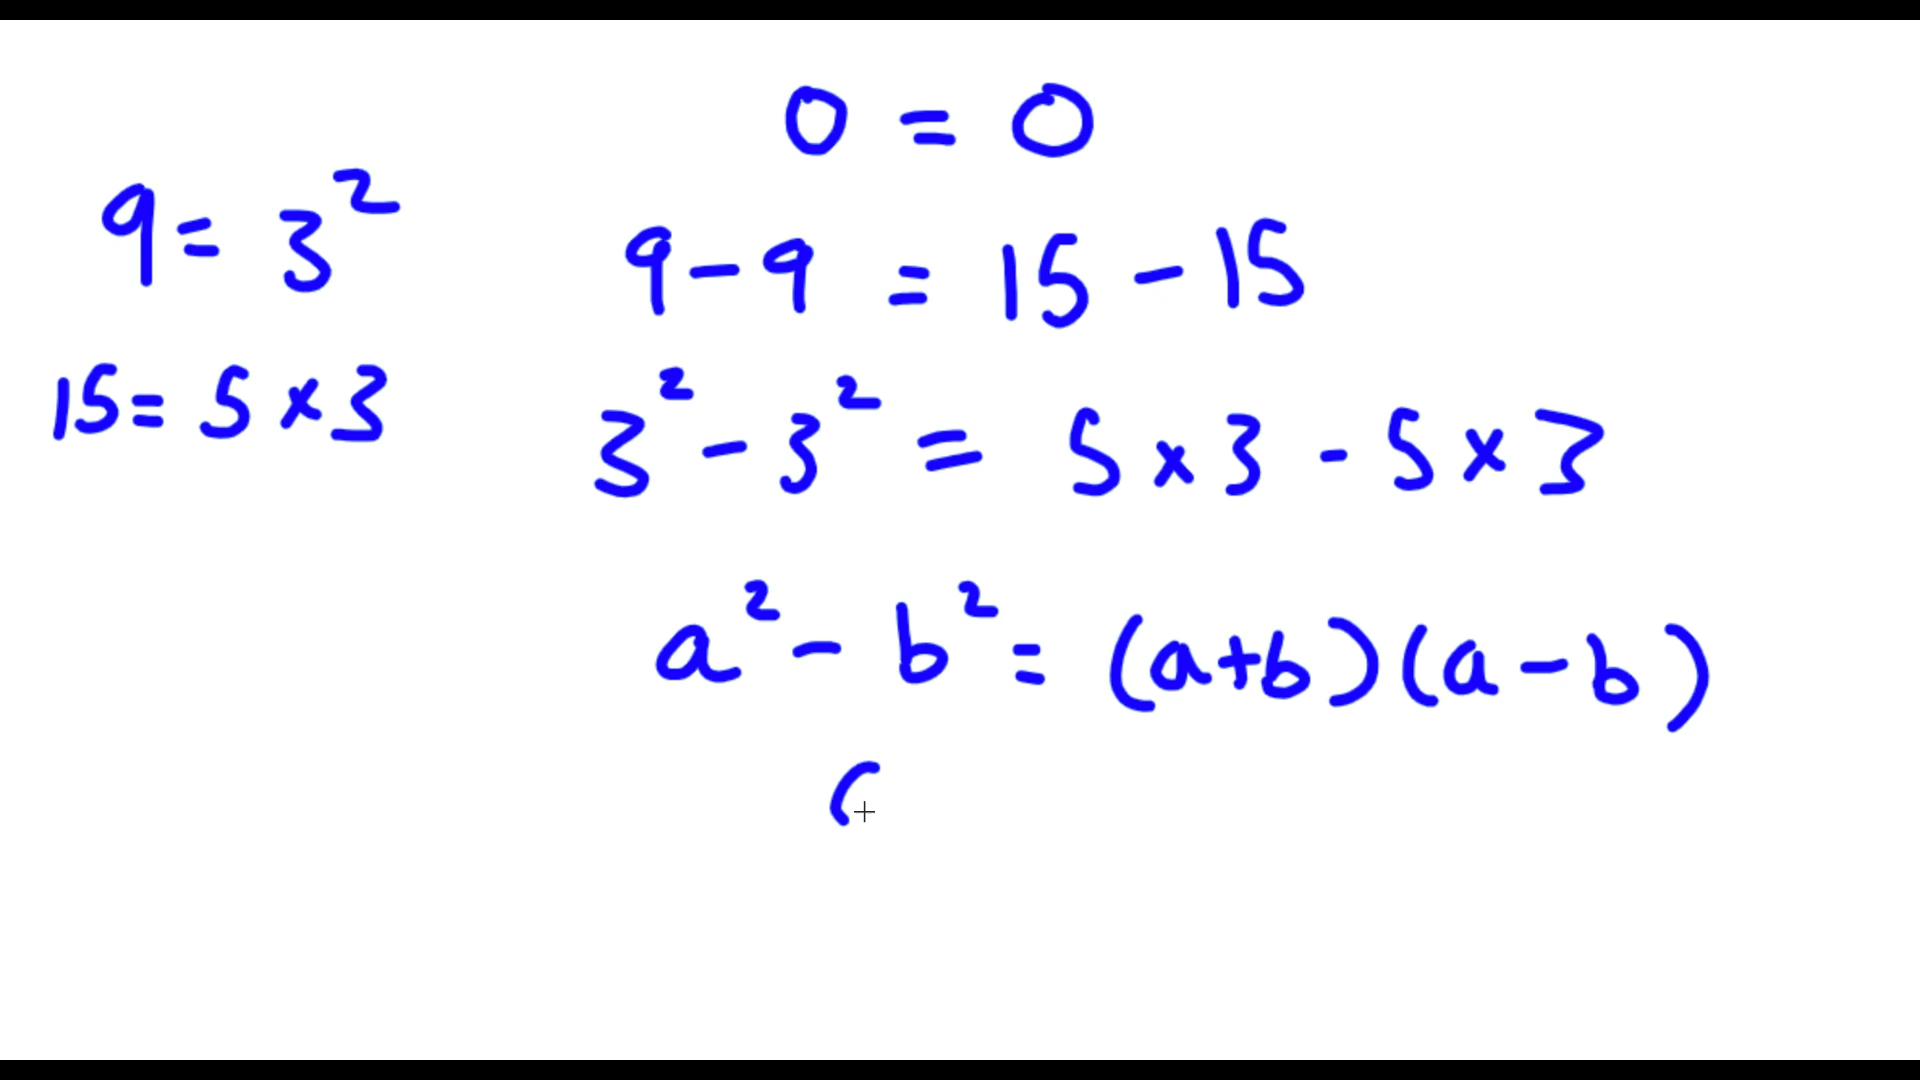 0 = 0
9 = 3²
9 - 9 = 15 - 15
15 = 5 × 3
3² - 3² = 5 × 3 - 5 × 3
a² - b² = (a+b)(a-b)
(